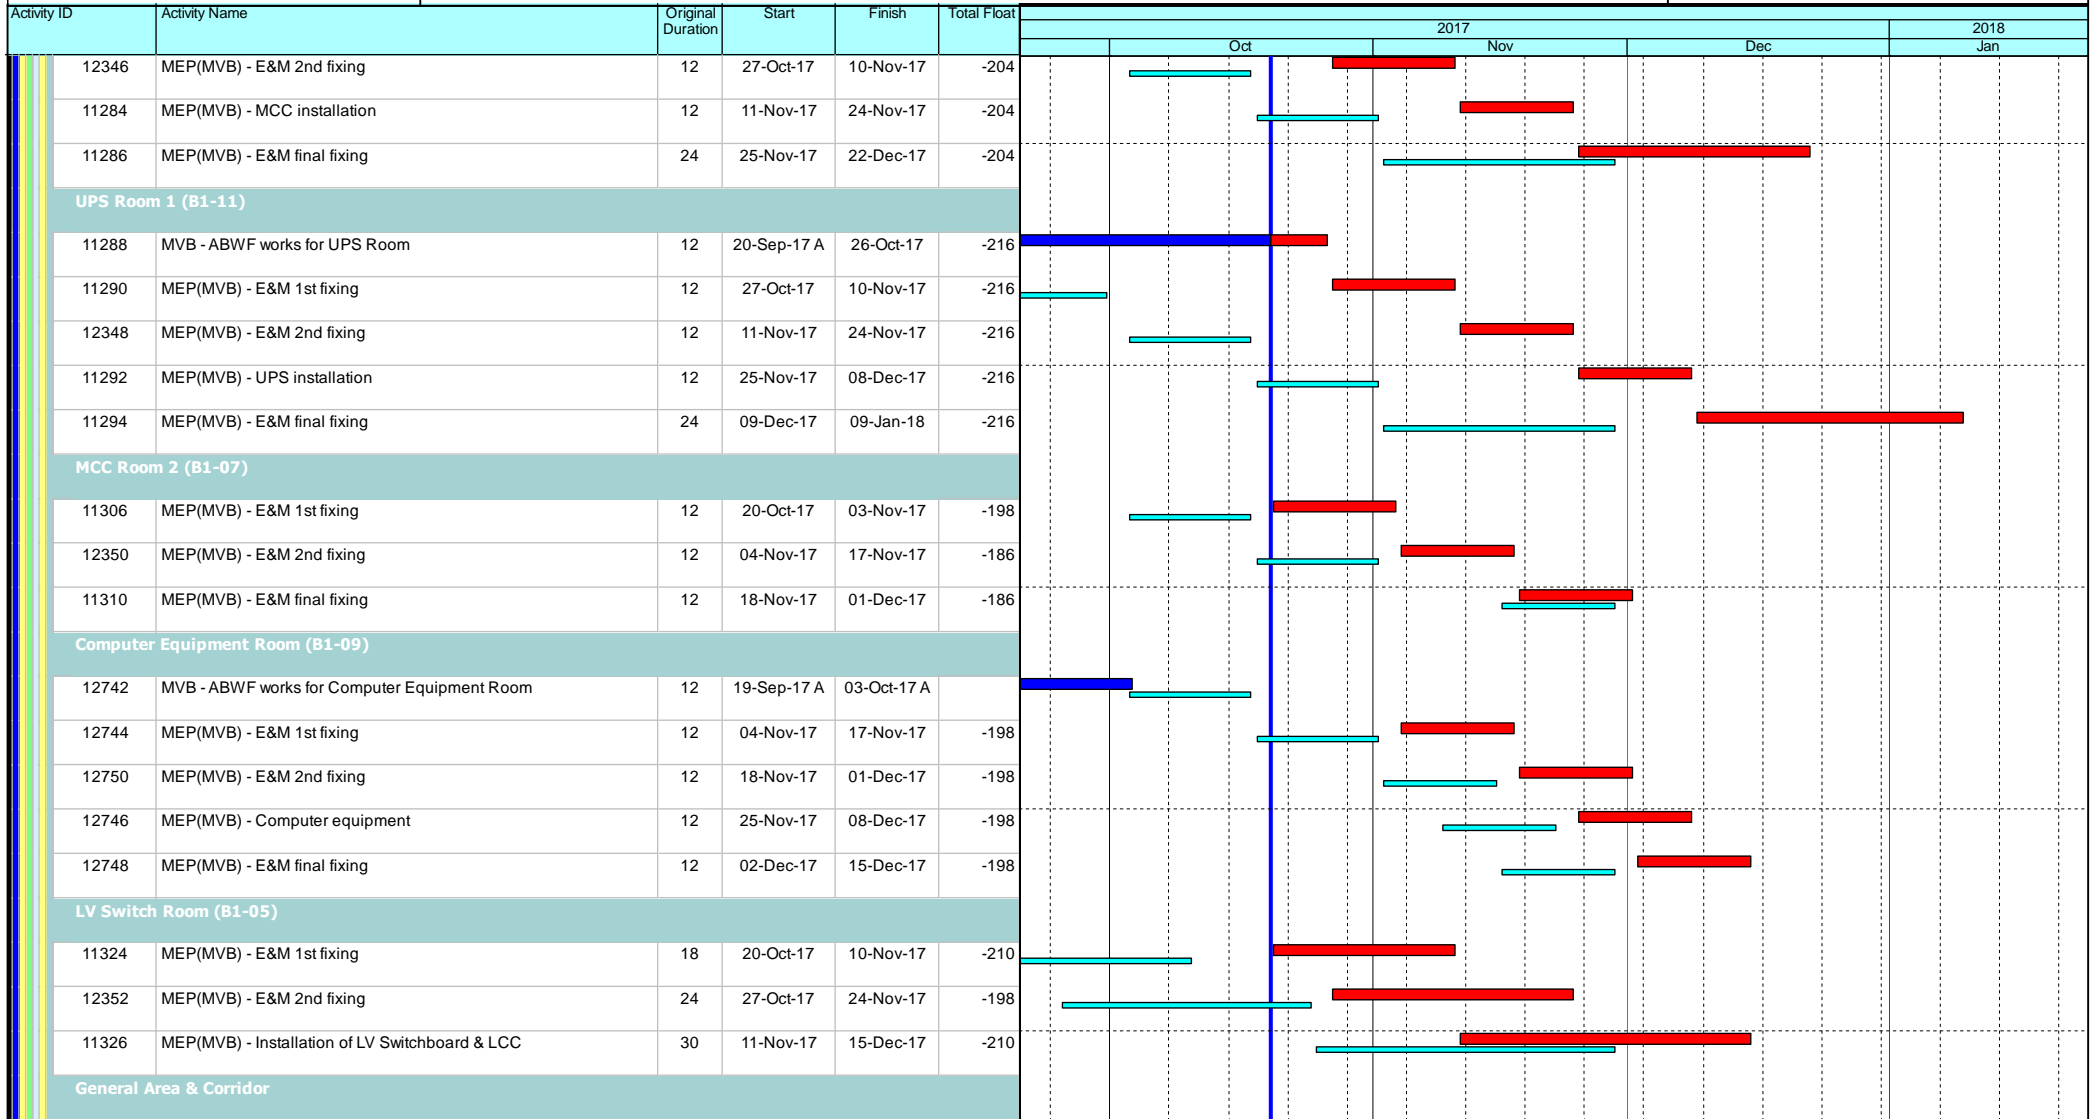 Activity ID Activity Name Original Duration Start Finish Total Float
2017 2018
Oct Nov Dec Jan
12346 MEP(MVB) - E&M 2nd fixing 12 27-Oct-17 10-Nov-17 -204
11284 MEP(MVB) - MCC installation 12 11-Nov-17 24-Nov-17 -204
11286 MEP(MVB) - E&M final fixing 24 25-Nov-17 22-Dec-17 -204
UPS Room 1 (B1-11)
11288 MVB - ABWF works for UPS Room 12 20-Sep-17 A 26-Oct-17 -216
11290 MEP(MVB) - E&M 1st fixing 12 27-Oct-17 10-Nov-17 -216
12348 MEP(MVB) - E&M 2nd fixing 12 11-Nov-17 24-Nov-17 -216
11292 MEP(MVB) - UPS installation 12 25-Nov-17 08-Dec-17 -216
11294 MEP(MVB) - E&M final fixing 24 09-Dec-17 09-Jan-18 -216
MCC Room 2 (B1-07)
11306 MEP(MVB) - E&M 1st fixing 12 20-Oct-17 03-Nov-17 -198
12350 MEP(MVB) - E&M 2nd fixing 12 04-Nov-17 17-Nov-17 -186
11310 MEP(MVB) - E&M final fixing 12 18-Nov-17 01-Dec-17 -186
Computer Equipment Room (B1-09)
12742 MVB - ABWF works for Computer Equipment Room 12 19-Sep-17 A 03-Oct-17 A
12744 MEP(MVB) - E&M 1st fixing 12 04-Nov-17 17-Nov-17 -198
12750 MEP(MVB) - E&M 2nd fixing 12 18-Nov-17 01-Dec-17 -198
12746 MEP(MVB) - Computer equipment 12 25-Nov-17 08-Dec-17 -198
12748 MEP(MVB) - E&M final fixing 12 02-Dec-17 15-Dec-17 -198
LV Switch Room (B1-05)
11324 MEP(MVB) - E&M 1st fixing 18 20-Oct-17 10-Nov-17 -210
12352 MEP(MVB) - E&M 2nd fixing 24 27-Oct-17 24-Nov-17 -198
11326 MEP(MVB) - Installation of LV Switchboard & LCC 30 11-Nov-17 15-Dec-17 -210
General Area & Corridor